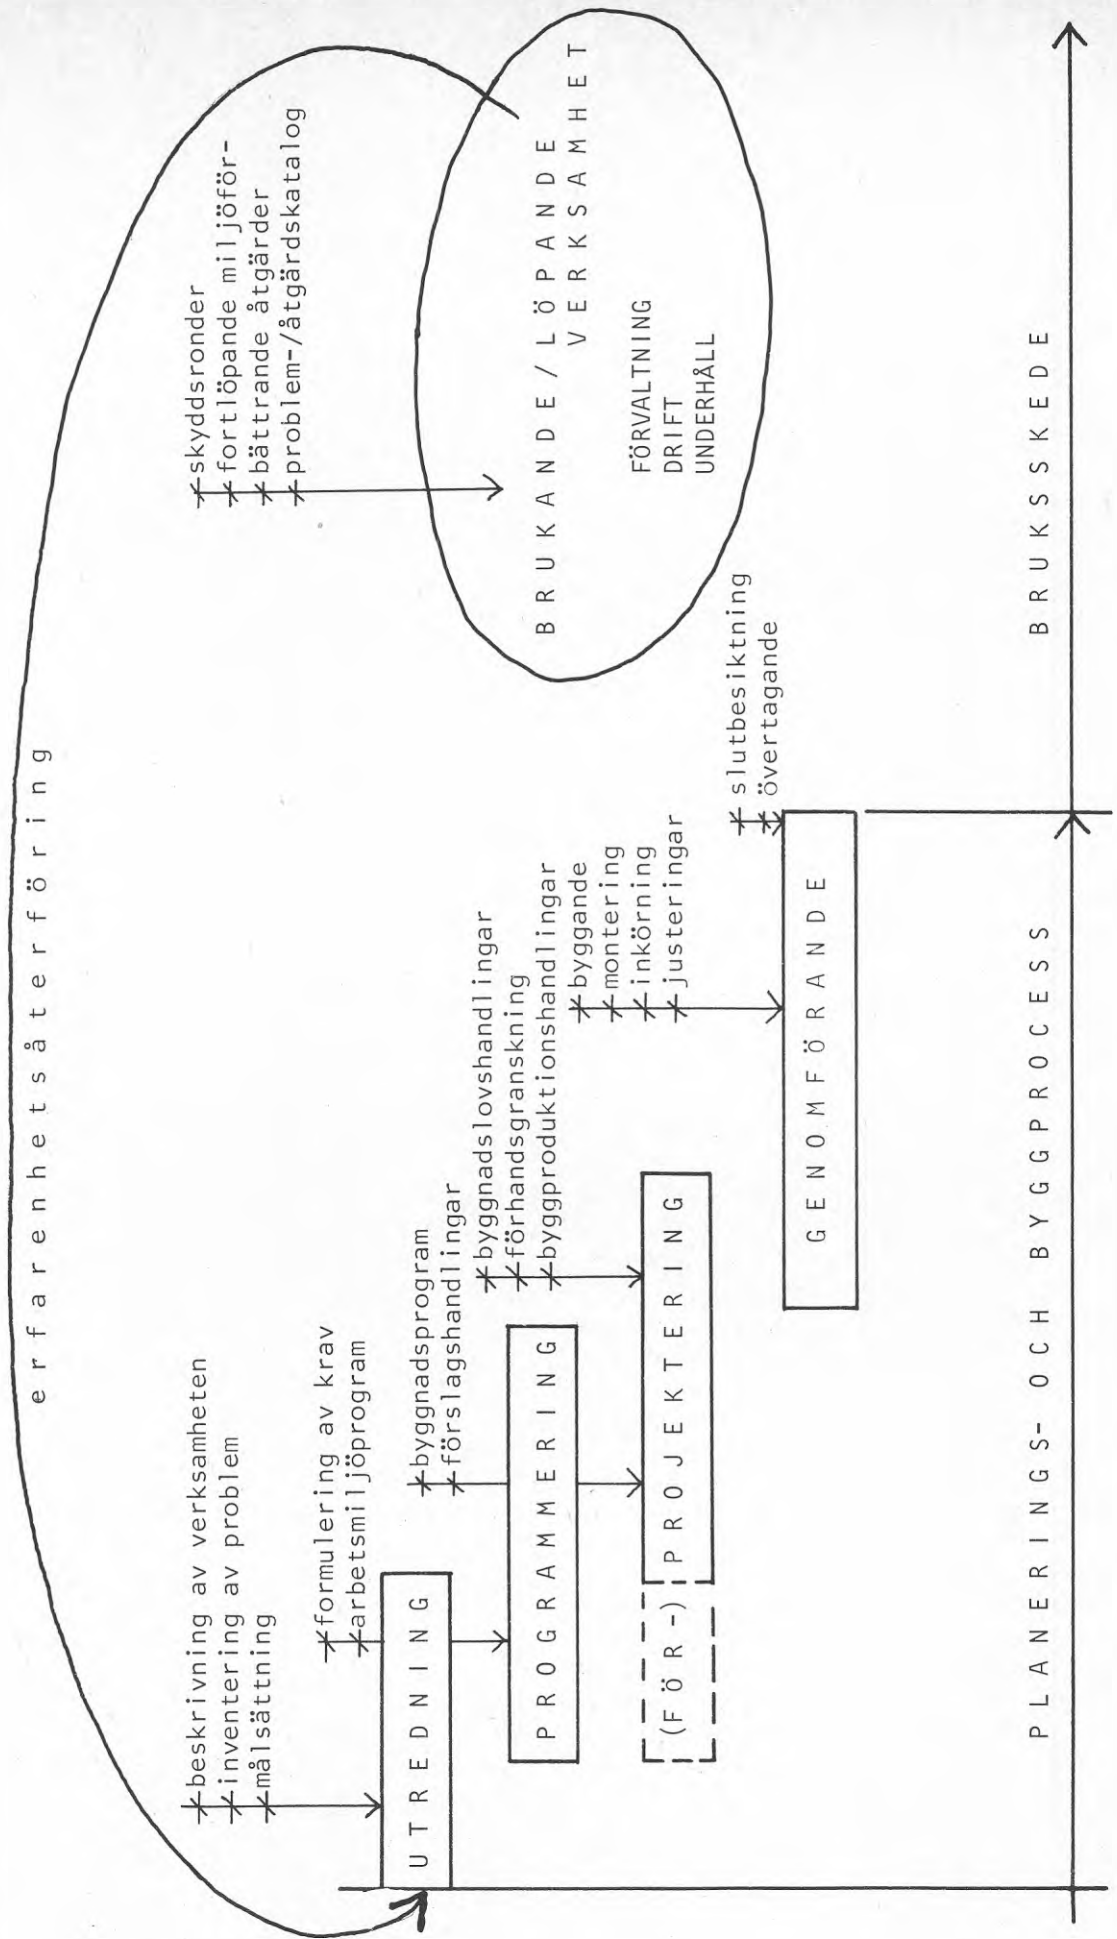 erfarenhetsåterföring
beskrivning av verksamheten
inventering av problem
målsättning
UTREDNING
formulering av krav
arbetsmiljöprogram
PROGRAMMERING
byggnadsprogram
förslagshandlingar
(FÖR-) PROJEKTERING
byggnadslovshandlingar
förhandsgranskning
byggproduktionshandlingar
byggande
montering
inkörning
justeringar
GENOMFÖRANDE
slutbesiktning
övertagande
skyddsronder
fortlöpande miljöför-
bättrande åtgärder
problem-/åtgärdskatalog
BRUKANDE/LÖPANDE
VERKSAMHET
FÖRVALTNING
DRIFT
UNDERHÅLL
PLANERINGS- OCH BYGGPROCESS
BRUKSSKEDE